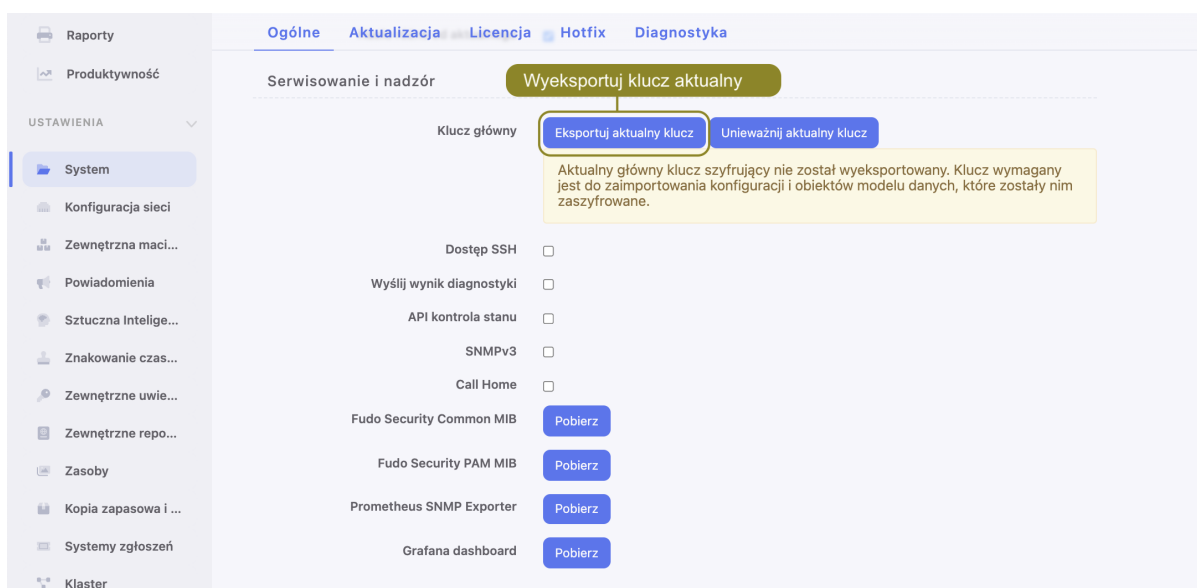 Raporty
Produktywność
USTAWIENIA
System
Konfiguracja sieci
Zewnętrzna maci...
Powiadomienia
Sztuczna Intelige...
Znakowanie czas...
Zewnętrzne uwie...
Zewnętrzne repo...
Zasoby
Kopia zapasowa i ...
Systemy zgłoszeń
Klaster
Ogólne Aktualizacja Licencja Hotfix Diagnostyka
Serwisowanie i nadzór
Wyeksportuj klucz aktualny
Klucz główny Eksportuj aktualny klucz Unieważnij aktualny klucz
Aktualny główny klucz szyfrujący nie został wyeksportowany. Klucz wymagany
jest do zaimportowania konfiguracji i obiektów modelu danych, które zostały nim
zaszyfrowane.
Dostęp SSH
Wyślij wynik diagnostyki
API kontrola stanu
SNMPv3
Call Home
Fudo Security Common MIB Pobierz
Fudo Security PAM MIB Pobierz
Prometheus SNMP Exporter Pobierz
Grafana dashboard Pobierz